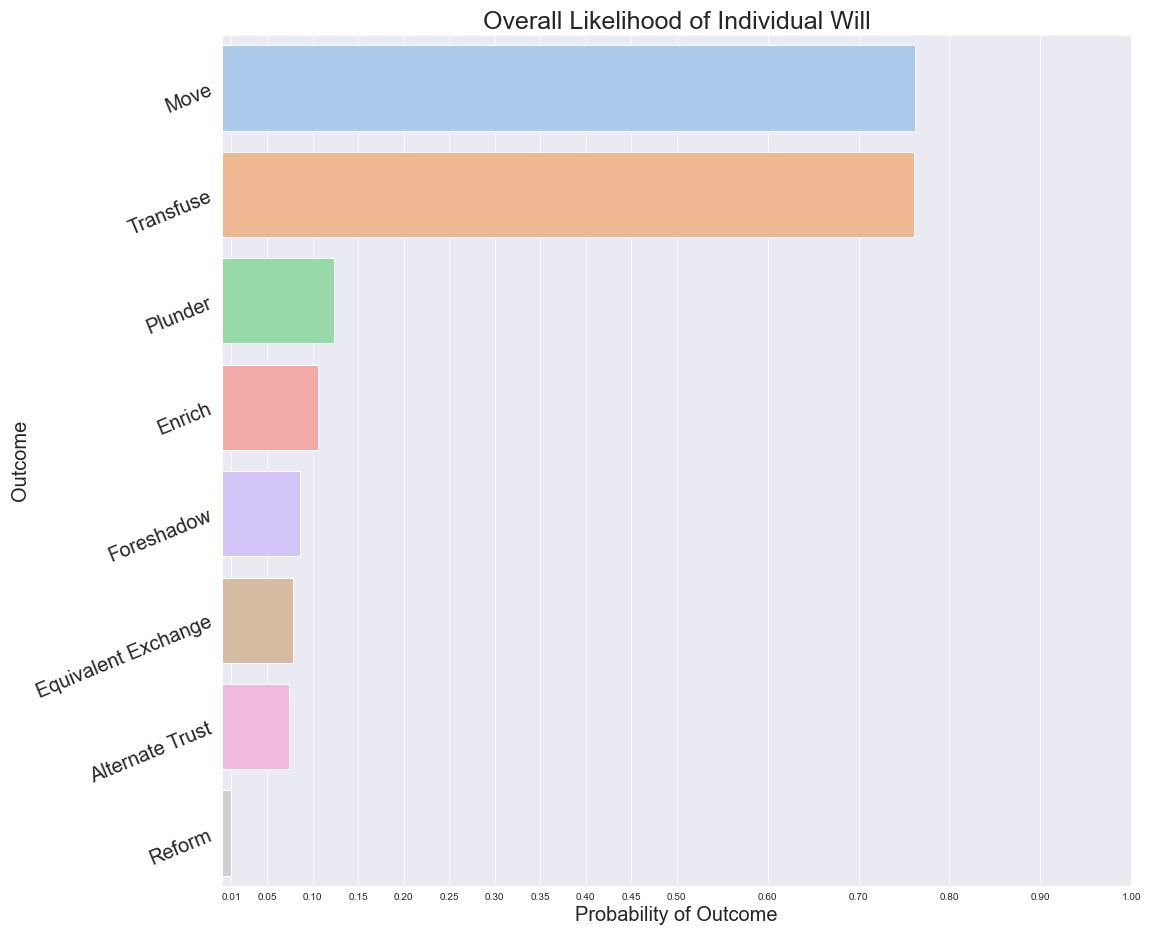 Overall Likelihood of Individual Will
Move
Transfuse
Plunder
Enrich
Foreshadow
Equivalent Exchange
Alternate Trust
Reform
Outcome
0.01 0.05 0.10 0.15 0.20 0.25 0.30 0.35 0.40 0.45 0.50 0.60 0.70 0.80 0.90 1.00
Probability of Outcome